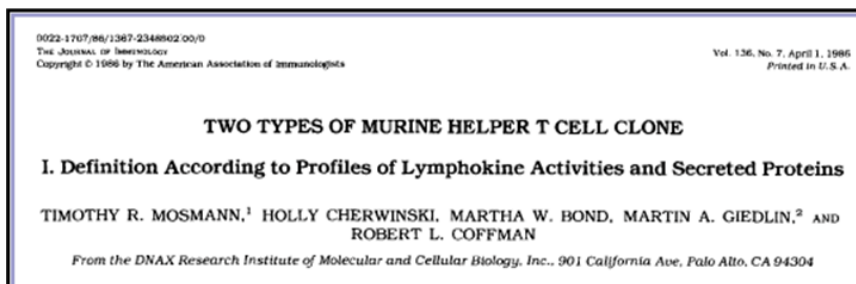 0022-1767/86/1367-2348$02.00/0
THE JOURNAL OF IMMUNOLOGY
Copyright © 1986 by The American Association of Immunologists
Vol. 136, No. 7, April 1, 1986
Printed in U.S.A.
TWO TYPES OF MURINE HELPER T CELL CLONE
I. Definition According to Profiles of Lymphokine Activities and Secreted Proteins
TIMOTHY R. MOSMANN,¹ HOLLY CHERWINSKI, MARTHA W. BOND, MARTIN A. GIEDLIN,² AND
ROBERT L. COFFMAN
From the DNAX Research Institute of Molecular and Cellular Biology, Inc., 901 California Ave, Palo Alto, CA 94304